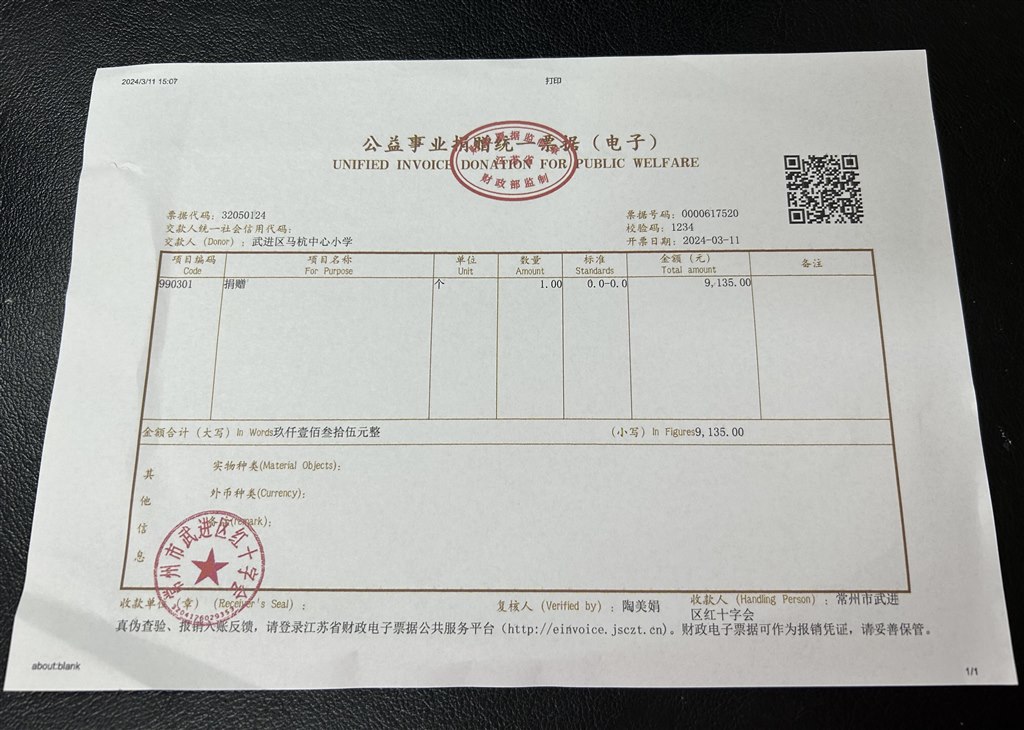 2024/3/11 15:07
打印
公益事业捐赠统一票据（电子）
UNIFIED INVOICE DONATION FOR PUBLIC WELFARE
财政部监制
票据代码：32050124
票据号码：0000617520
交款人统一社会信用代码：
校验码：1234
交款人（Donor）：武进区马杭中心小学
开票日期：2024-03-11
项目编码 项目名称 单位 数量 标准 金额（元） 备注
Code For Purpose Unit Amount Standards Total amount
990301 捐赠 个 1.00 0.0-0.0 9,135.00
金额合计（大写）In Words玖仟壹佰叁拾伍元整 （小写）In Figures9,135.00
其他信息
实物种类(Material Objects)：
外币种类(Currency)：
备注(remark)：
常州市武进区红十字会
收款单位（章）(Receiver's Seal)：
复核人（Verified by）：陶美娟
收款人（Handling Person）：常州市武进
区红十字会
真伪查验、报销入账反馈，请登录江苏省财政电子票据公共服务平台（http://einvoice.jsczt.cn）。财政电子票据可作为报销凭证，请妥善保管。
about:blank
1/1